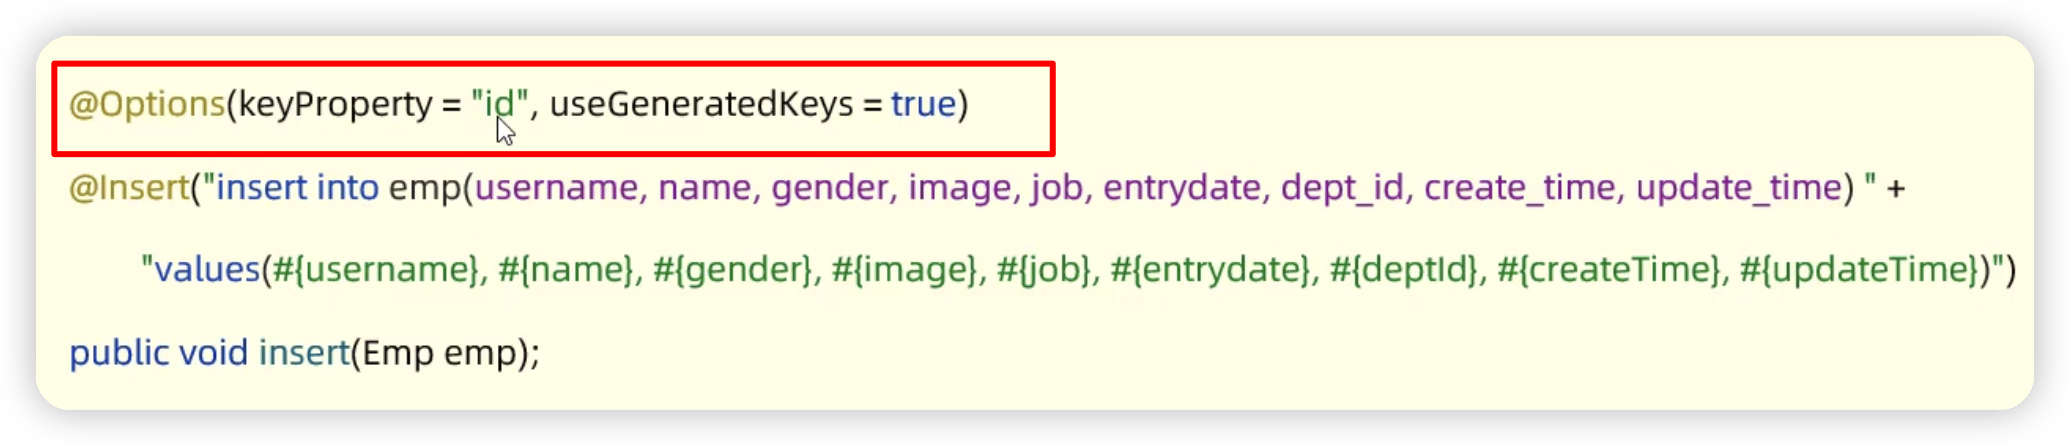 @Options(keyProperty = "id", useGeneratedKeys = true)
@Insert("insert into emp(username, name, gender, image, job, entrydate, dept_id, create_time, update_time) " +
"values(#{username}, #{name}, #{gender}, #{image}, #{job}, #{entrydate}, #{deptId}, #{createTime}, #{updateTime})")
public void insert(Emp emp);